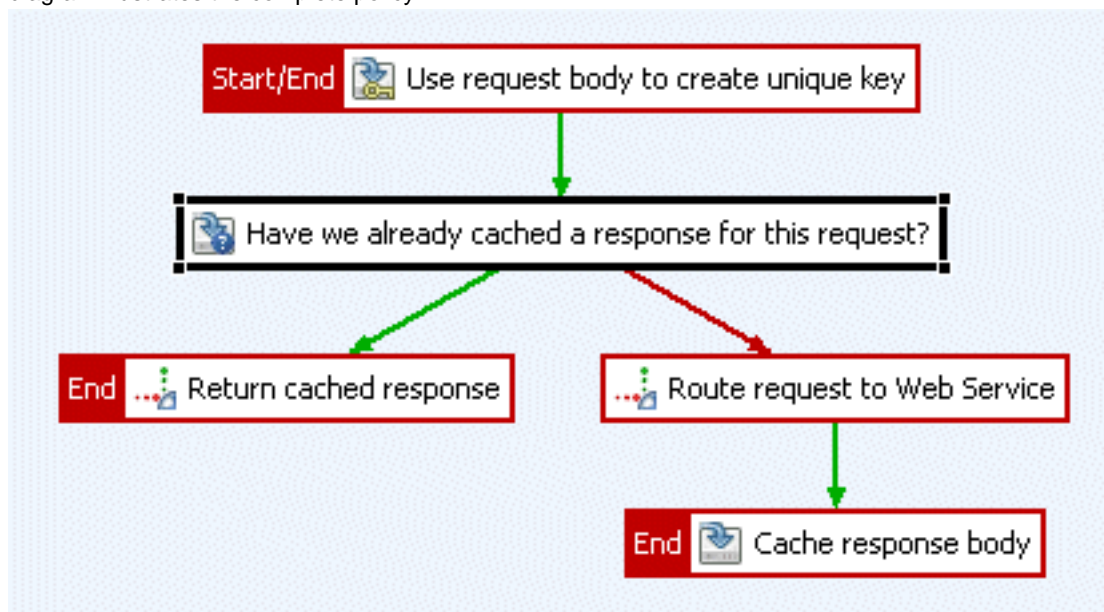 Start/End Use request body to create unique key
Have we already cached a response for this request?
End Return cached response
Route request to Web Service
End Cache response body